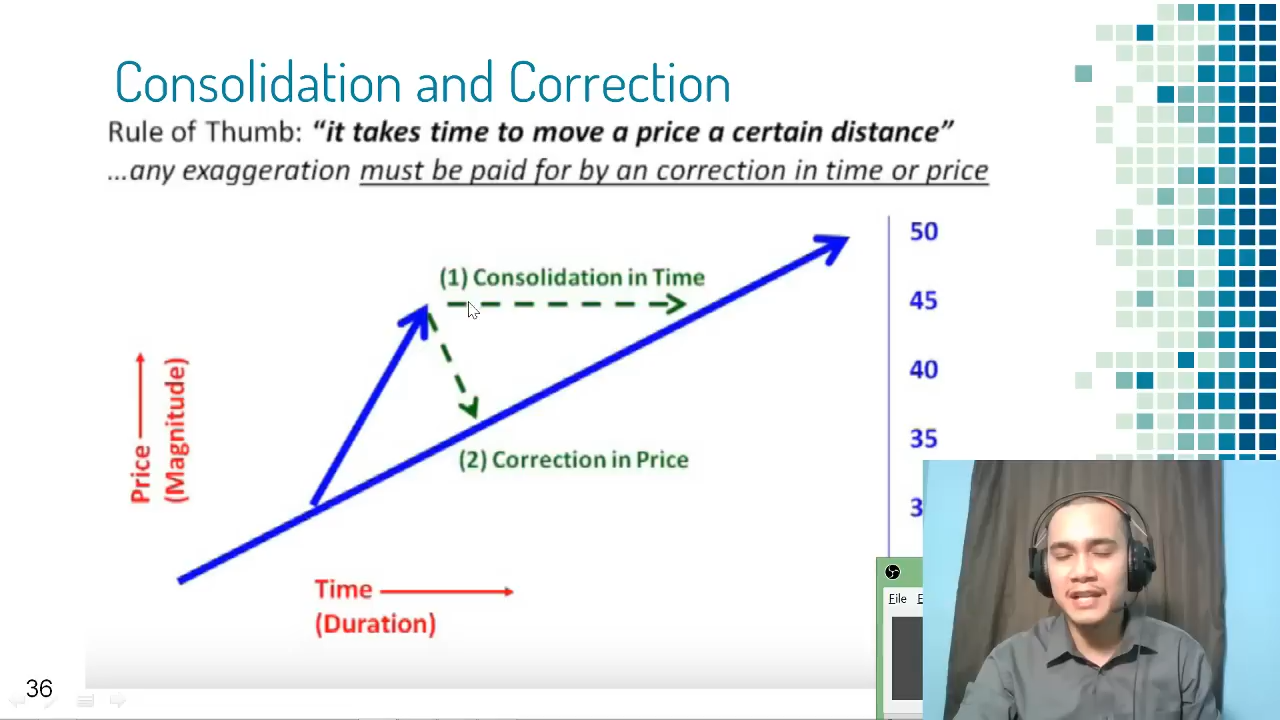 Consolidation and Correction
Rule of Thumb: “it takes time to move a price a certain distance”
...any exaggeration must be paid for by an correction in time or price
50
(1) Consolidation in Time
45
40
Price
(Magnitude)
35
(2) Correction in Price
3
Time
(Duration)
File
36